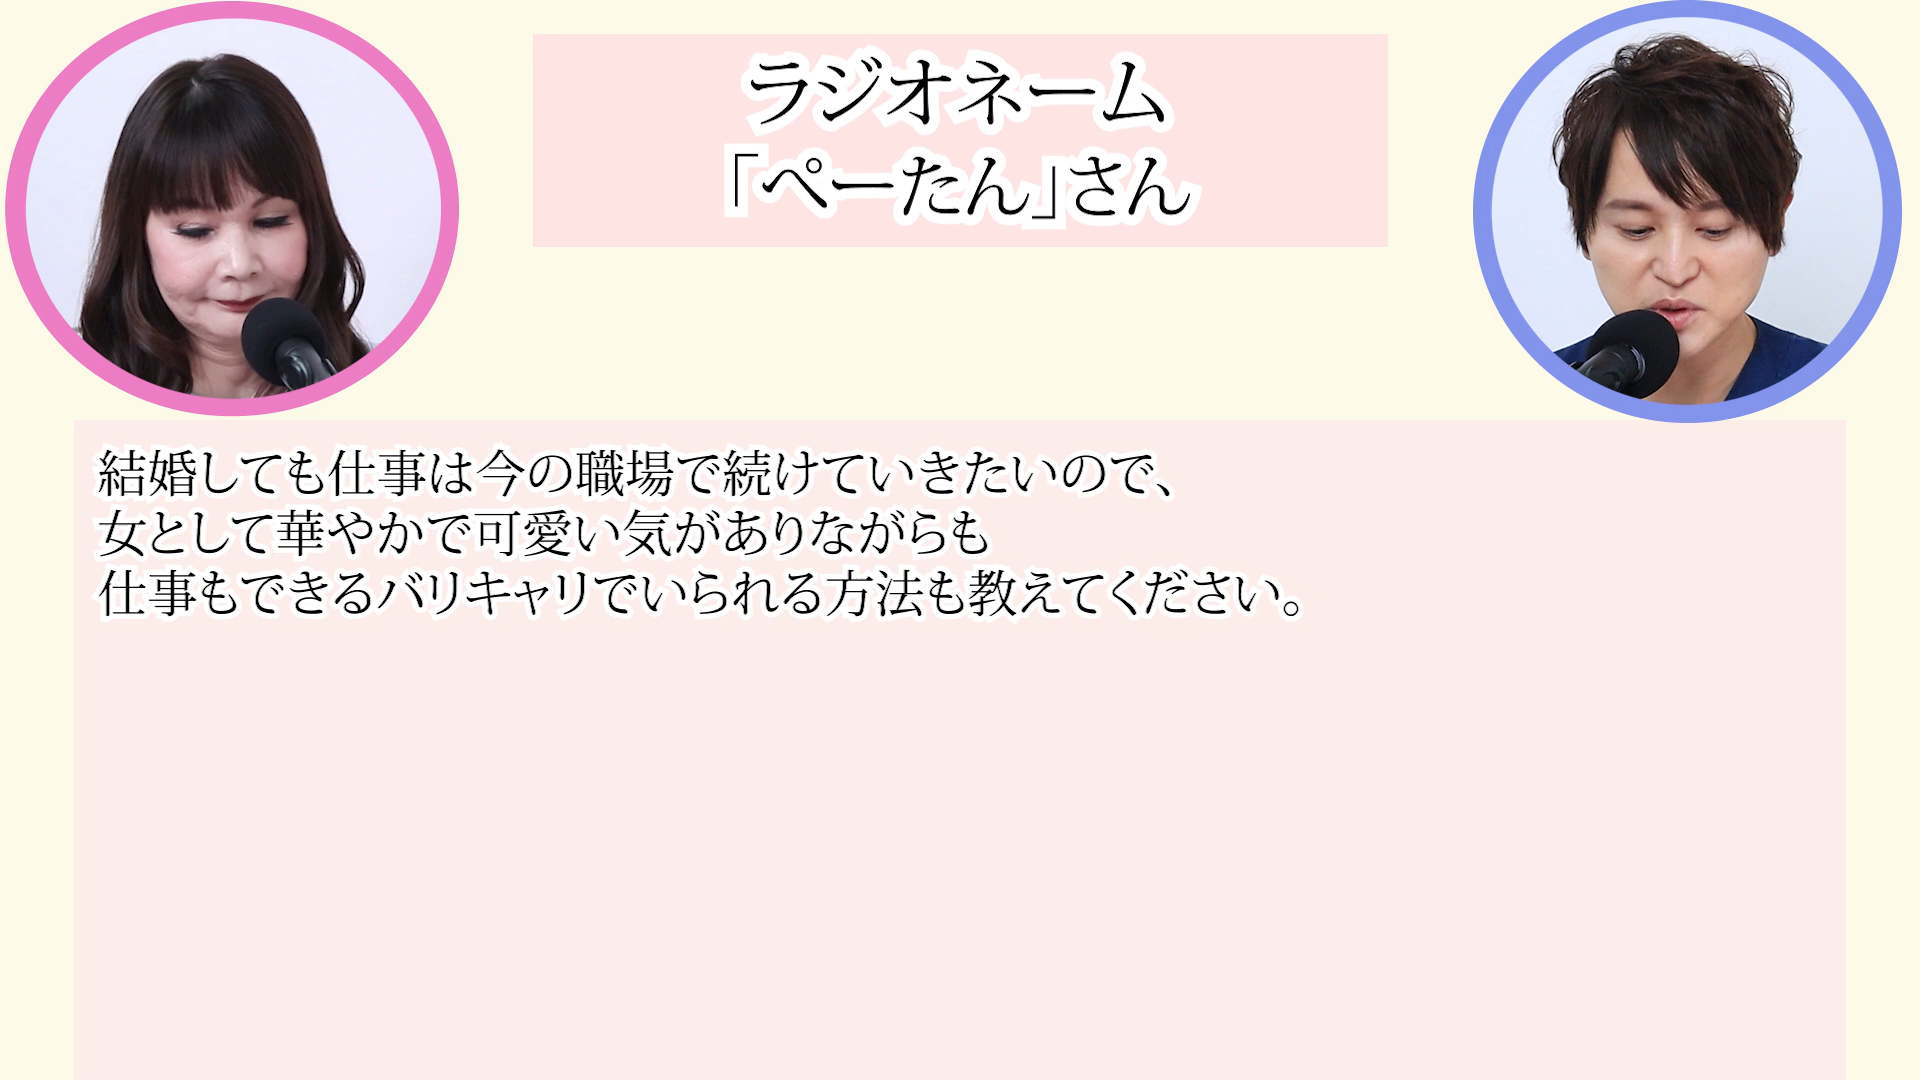 ラジオネーム
「ぺーたん」さん
結婚しても仕事は今の職場で続けていきたいので、
女として華やかで可愛い気がありながらも
仕事もできるバリキャリでいられる方法も教えてください。